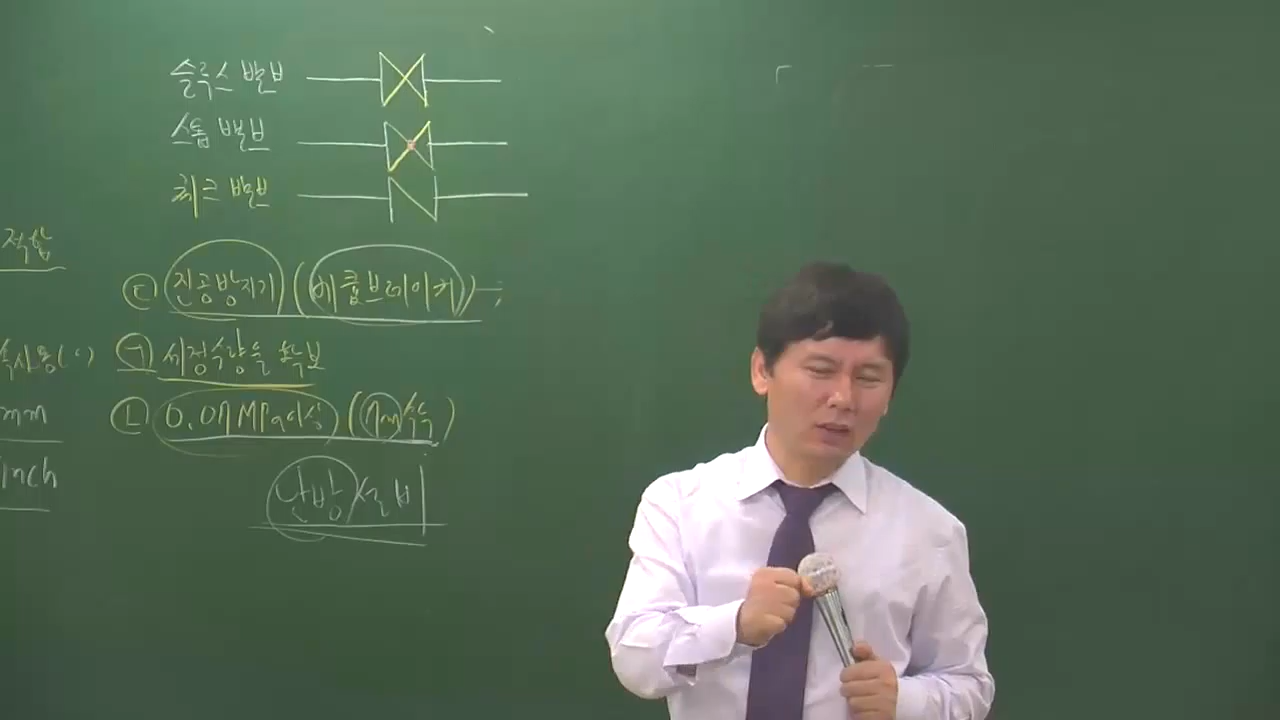 슬루스 밸브
스톱 밸브
체크 밸브
적합
㉢ 진공방지기 (베큠브레이커)
속사용( )
㉠ 세정수량을 확보
mm
㉡ 0.07MPa이상 (7m수두)
Inch
난방설비